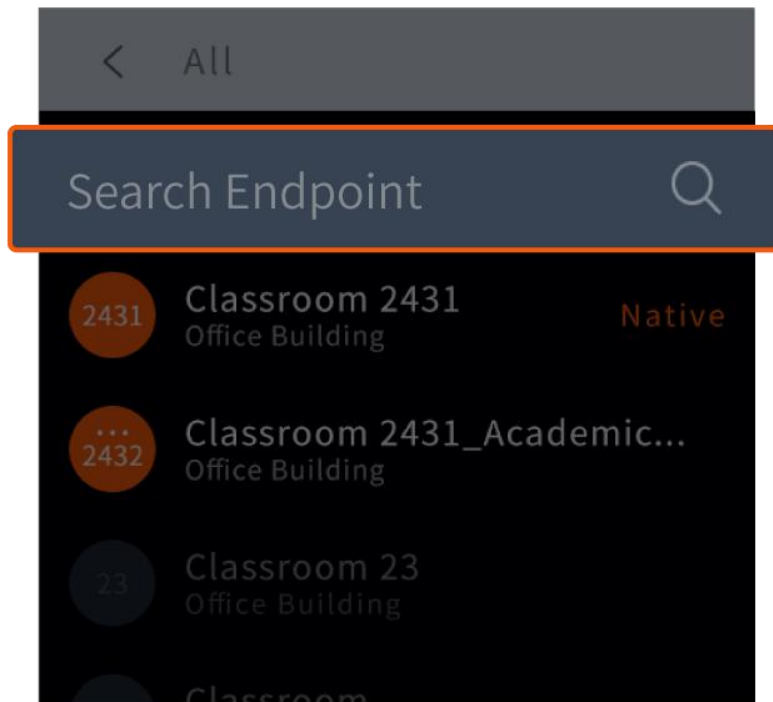 All
Search Endpoint
2431
Classroom 2431
Office Building
Native
...
2432
Classroom 2431_Academic...
Office Building
23
Classroom 23
Office Building
Classroom